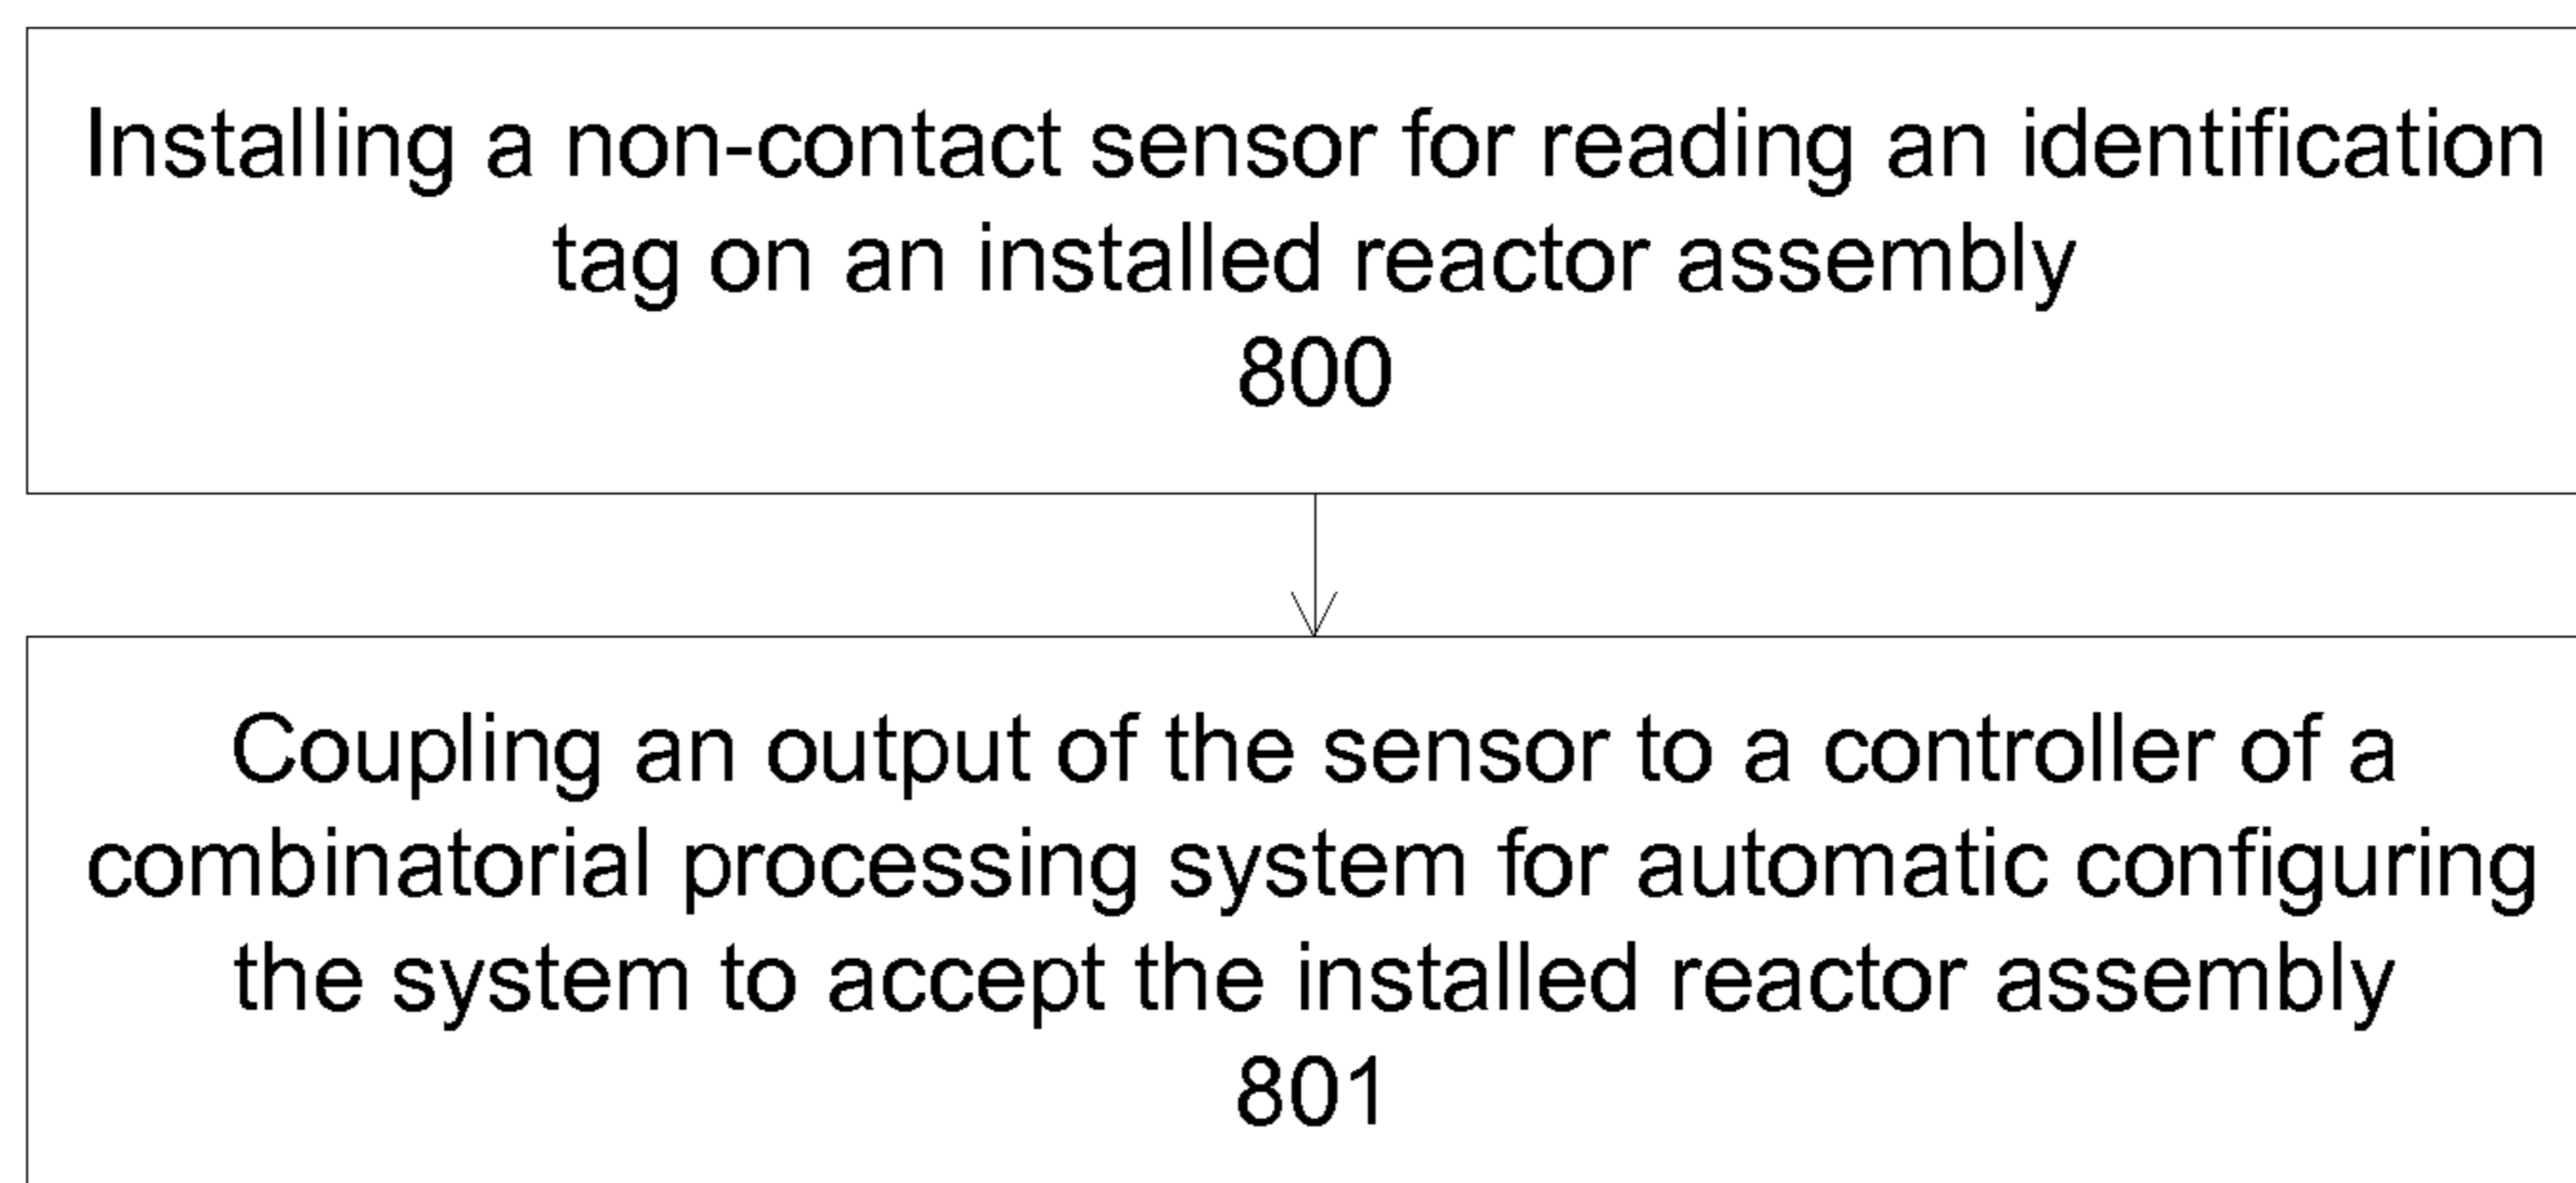 Installing a non-contact sensor for reading an identification
tag on an installed reactor assembly
800
Coupling an output of the sensor to a controller of a
combinatorial processing system for automatic configuring
the system to accept the installed reactor assembly
801